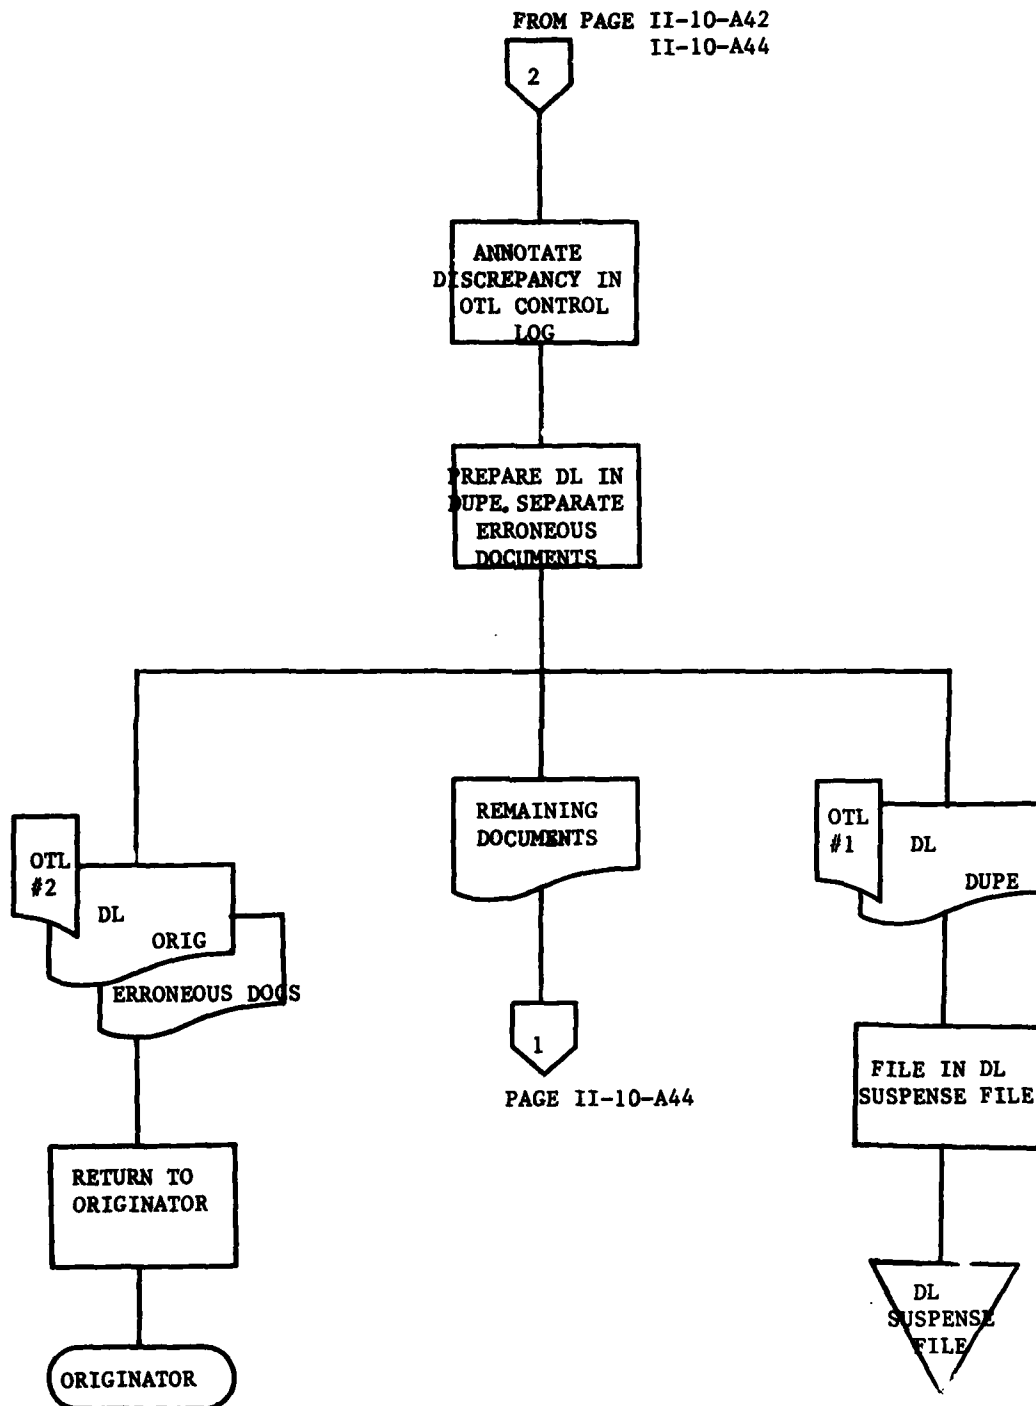 FROM PAGE II-10-A42
II-10-A44
2
ANNOTATE
DISCREPANCY IN
OTL CONTROL
LOG
PREPARE DL IN
DUPE. SEPARATE
ERRONEOUS
DOCUMENTS
OTL
#2
DL
ORIG
ERRONEOUS DOCS
RETURN TO
ORIGINATOR
ORIGINATOR
REMAINING
DOCUMENTS
1
PAGE II-10-A44
OTL
#1
DL
DUPE
FILE IN DL
SUSPENSE FILE
DL
SUSPENSE
FILE